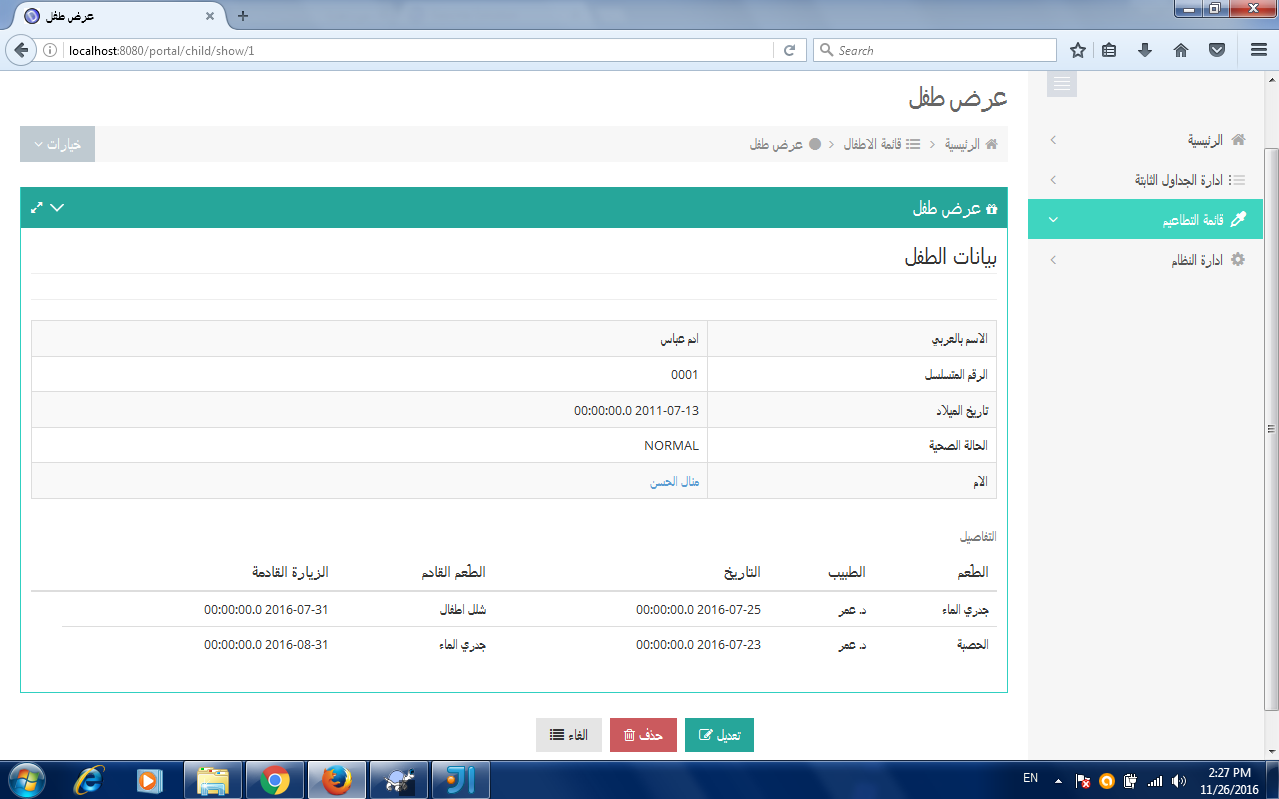 عرض طفل
localhost:8080/portal/child/show/1
Search
عرض طفل
الرئيسية
قائمة الاطفال
عرض طفل
خيارات
الرئيسية
ادارة الجداول الثابتة
قائمة التطاعيم
ادارة النظام
عرض طفل
بيانات الطفل
الاسم بالعربي ادم عباس
الرقم المتسلسل 0001
تاريخ الميلاد 2011-07-13 00:00:00.0
الحالة الصحية NORMAL
الام منال الحسن
التفاصيل
الطّعم الطبيب التاريخ الطّعم القادم الزيارة القادمة
جدري الماء د. عمر 2016-07-25 00:00:00.0 شلل اطفال 2016-07-31 00:00:00.0
الحصبة د. عمر 2016-07-23 00:00:00.0 جدري الماء 2016-08-31 00:00:00.0
تعديل
حذف
الغاء
EN
2:27 PM
11/26/2016